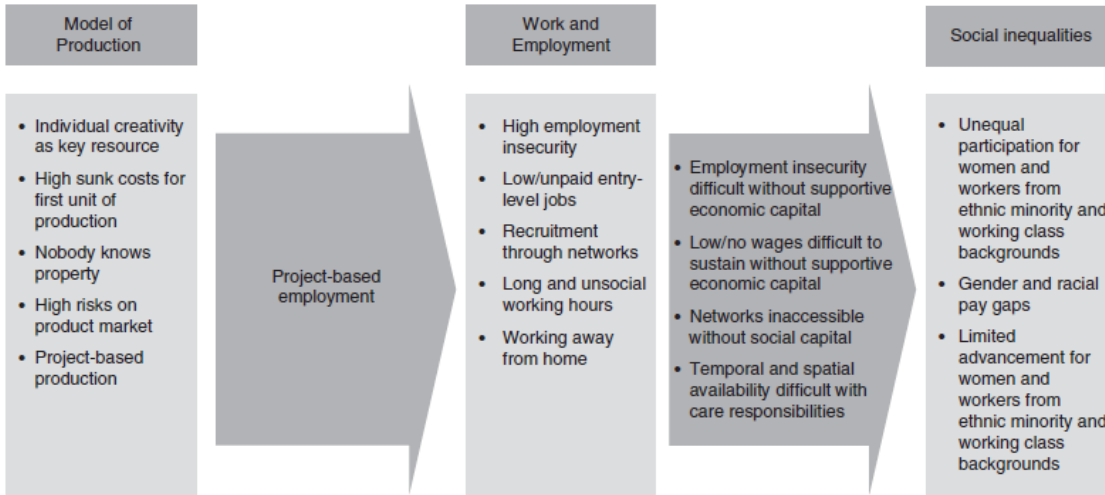 Model of
Production
Work and
Employment
Social inequalities
• Individual creativity
as key resource
• High sunk costs for
first unit of
production
• Nobody knows
property
• High risks on
product market
• Project-based
production
Project-based
employment
• High employment
insecurity
• Low/unpaid entry-
level jobs
• Recruitment
through networks
• Long and unsocial
working hours
• Working away
from home
• Employment insecurity
difficult without supportive
economic capital
• Low/no wages difficult to
sustain without supportive
economic capital
• Networks inaccessible
without social capital
• Temporal and spatial
availability difficult with
care responsibilities
• Unequal
participation for
women and
workers from
ethnic minority and
working class
backgrounds
• Gender and racial
pay gaps
• Limited
advancement for
women and
workers from
ethnic minority and
working class
backgrounds